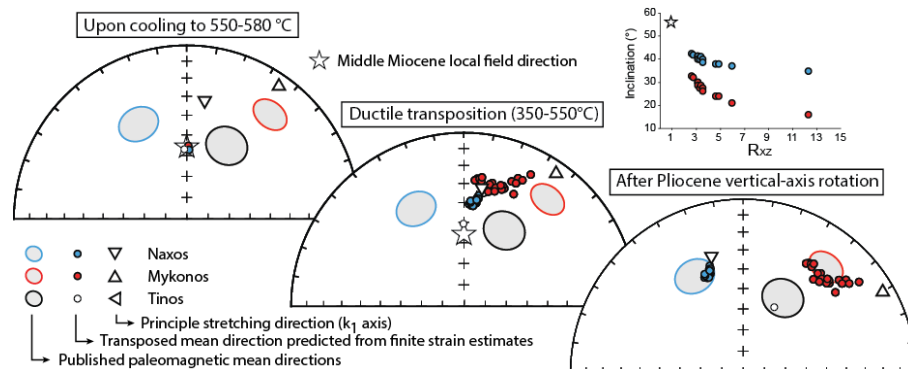 Upon cooling to 550-580 °C
Middle Miocene local field direction
Ductile transposition (350-550°C)
After Pliocene vertical-axis rotation
Inclination (°)
60
50
40
30
20
10
1 3 5 7 9 11 13 15
Rxz
Naxos
Mykonos
Tinos
Principle stretching direction (k1 axis)
Transposed mean direction predicted from finite strain estimates
Published paleomagnetic mean directions